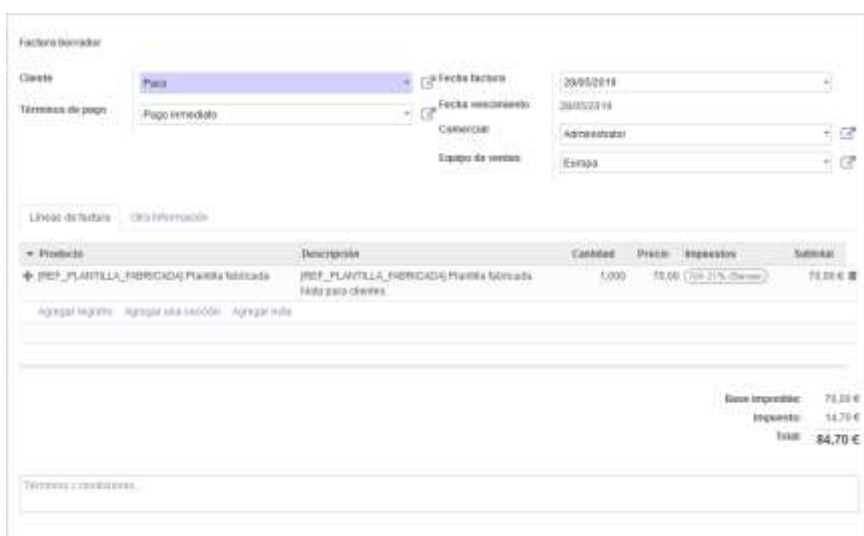 Factura borrador
Cliente
Paco
Fecha factura
28/05/2019
Términos de pago
Pago inmediato
Fecha vencimiento
28/05/2019
Comercial
Administrator
Equipo de ventas
Europa
Líneas de factura
Otra Información
Producto Descripción Cantidad Precio Impuestos Subtotal
[REF_PLANTILLA_FABRICADA] Plantilla fabricada [REF_PLANTILLA_FABRICADA] Plantilla fabricada 1,000 70,00 IVA 21% 70,00 €
Nota para clientes
Agregar registro Agregar una sección Agregar nota
Base imponible: 70,00 €
Impuesto: 14,70 €
Total: 84,70 €
Términos y condiciones...